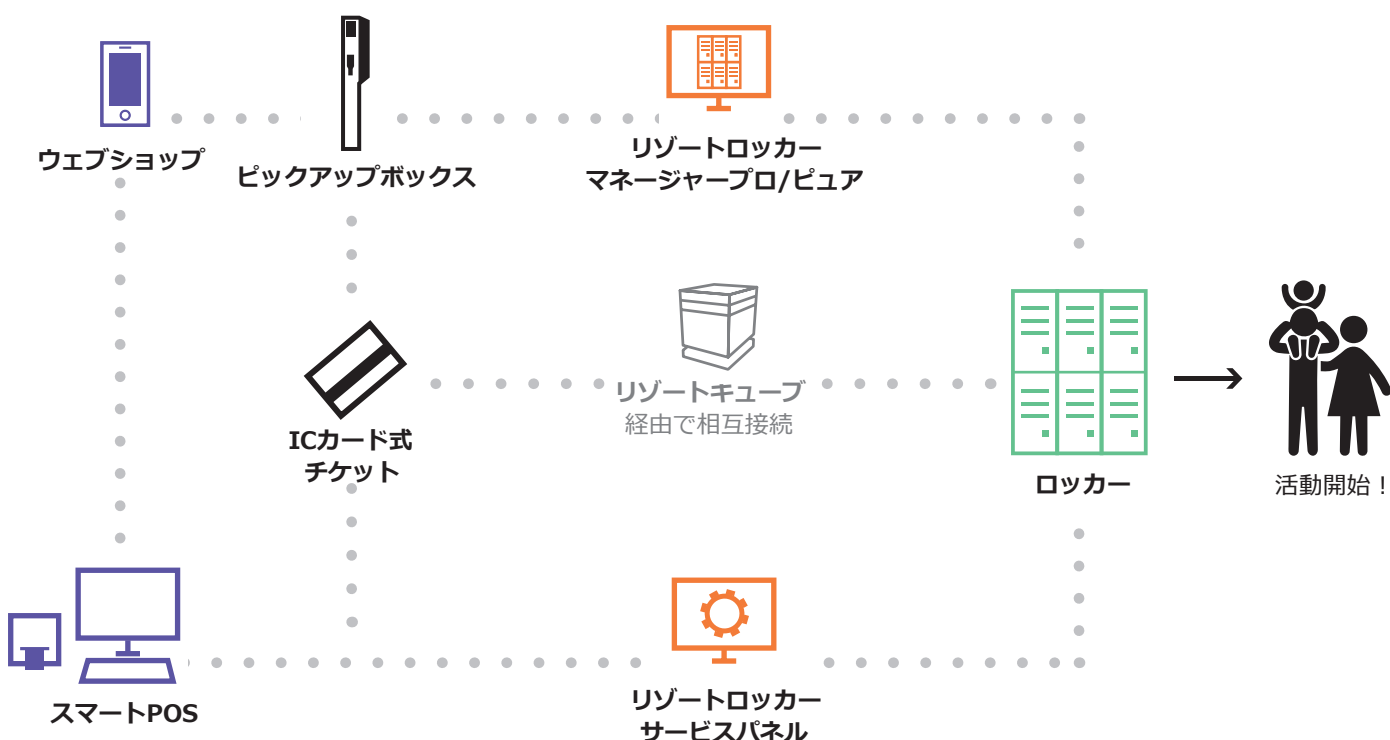 ウェブショップ
ピックアップボックス
リゾートロッカー
マネージャープロ/ピュア
ICカード式
チケット
リゾートキューブ
経由で相互接続
ロッカー
活動開始！
スマートPOS
リゾートロッカー
サービスパネル